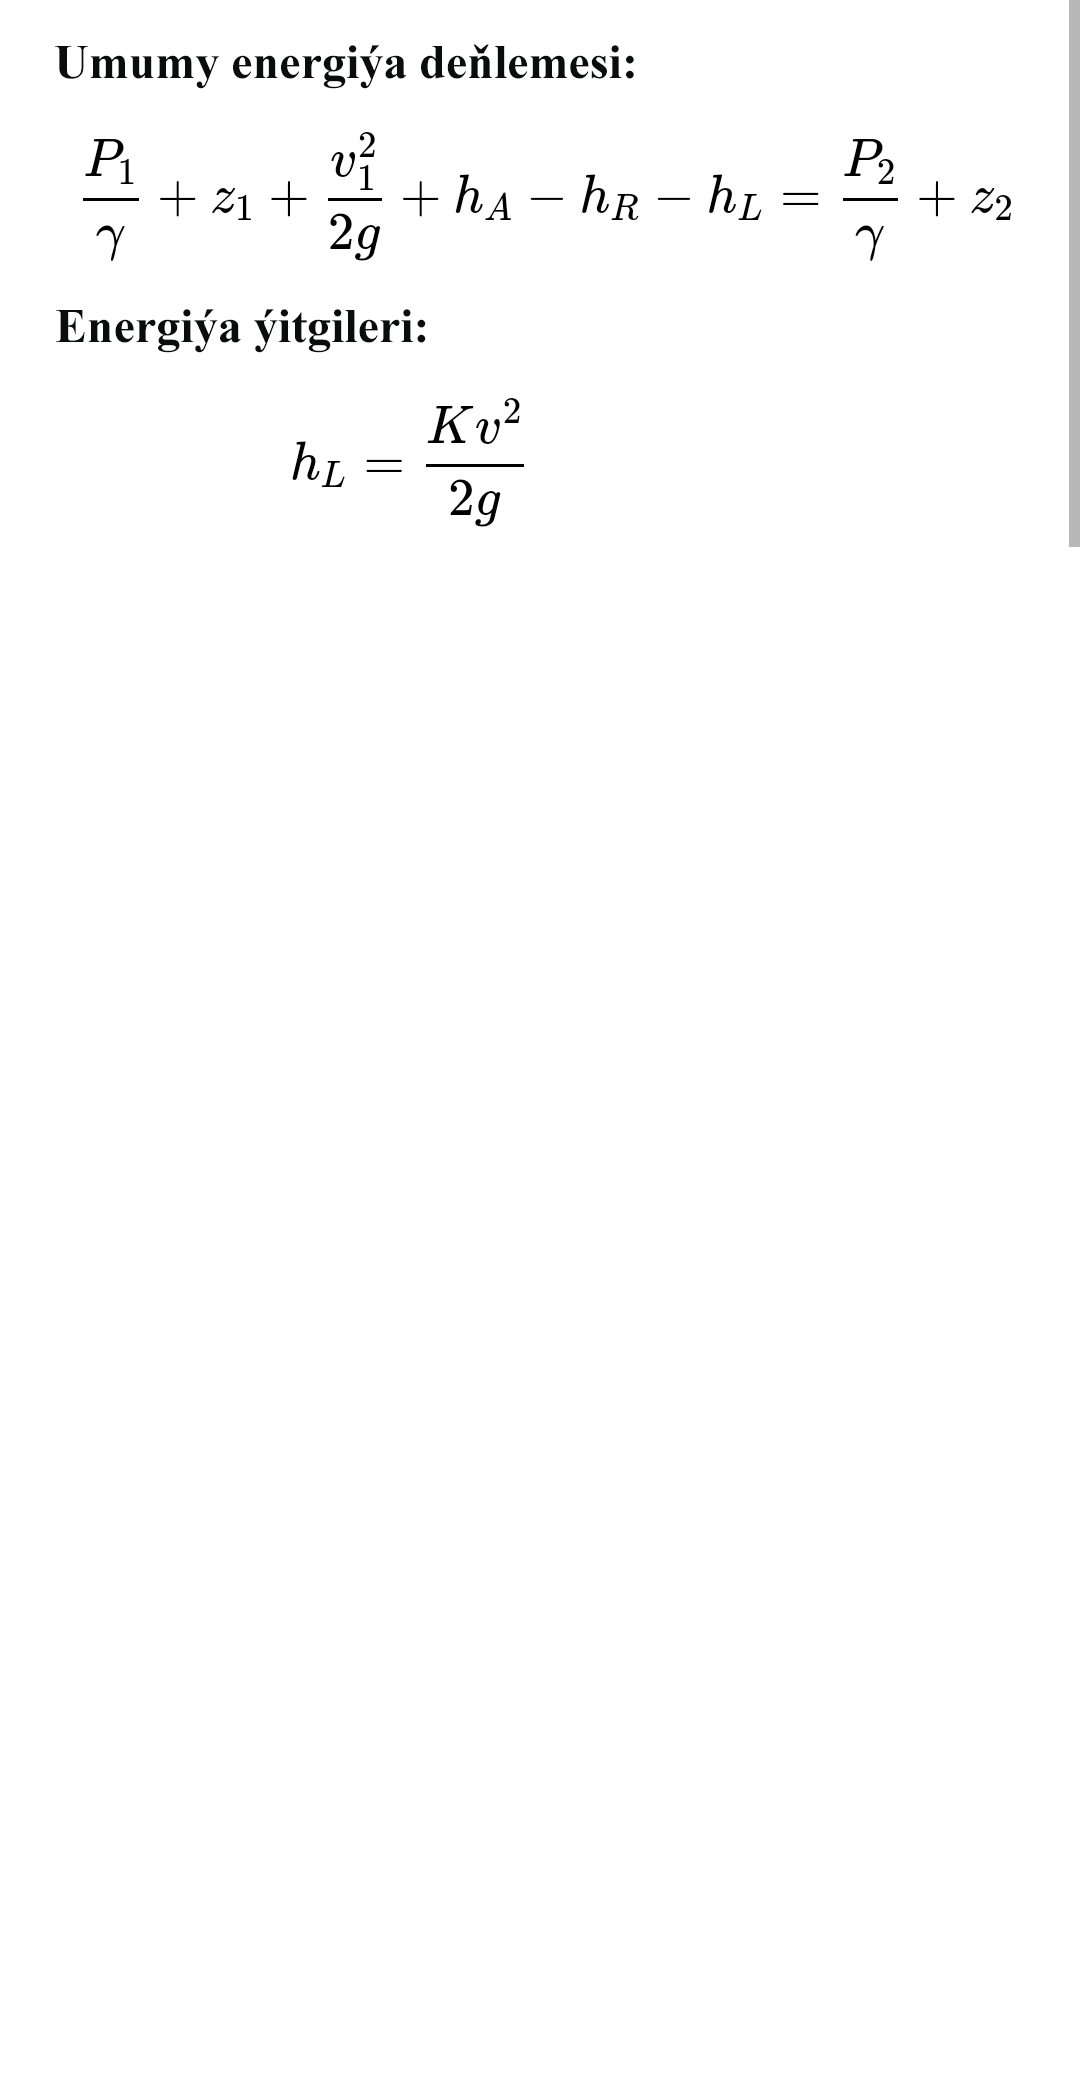 Umumy energiýa deňlemesi:
$\frac{P_1}{\gamma} + z_1 + \frac{v_1^2}{2g} + h_A - h_R - h_L = \frac{P_2}{\gamma} + z_2$
Energiýa ýitgileri:
$h_L = \frac{Kv^2}{2g}$